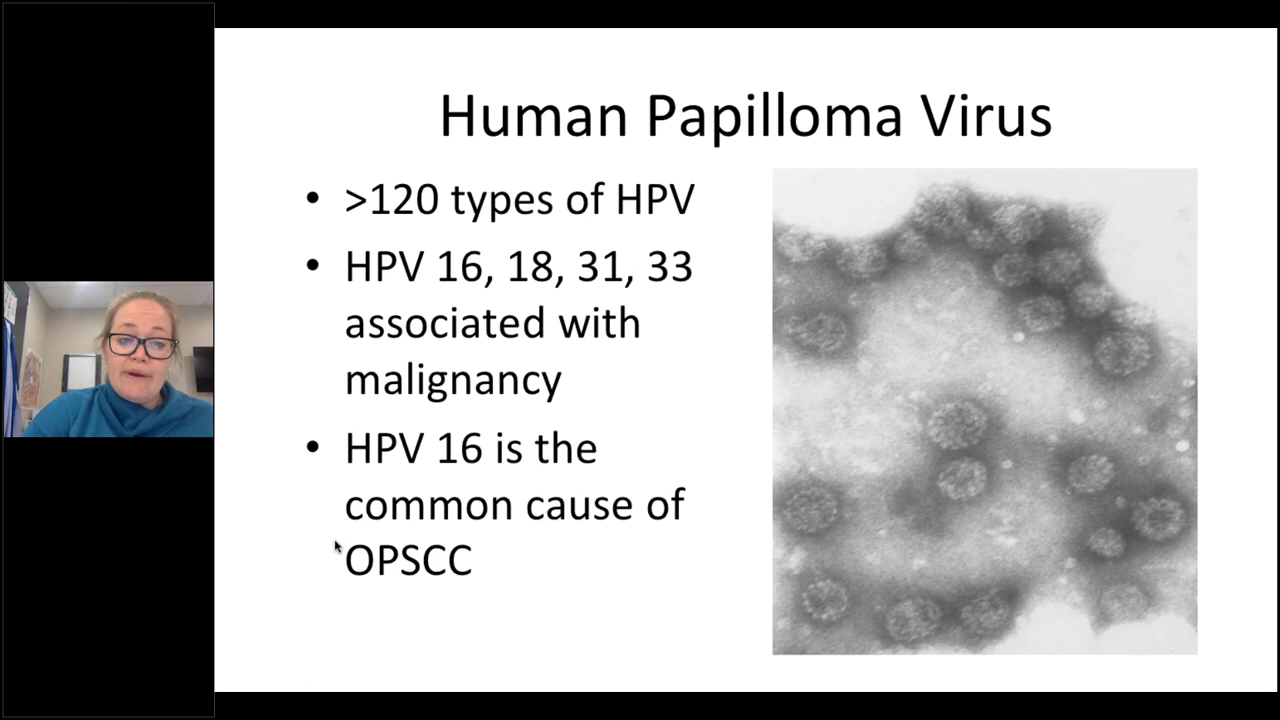 Human Papilloma Virus
• >120 types of HPV
• HPV 16, 18, 31, 33
associated with
malignancy
• HPV 16 is the
common cause of
OPSCC